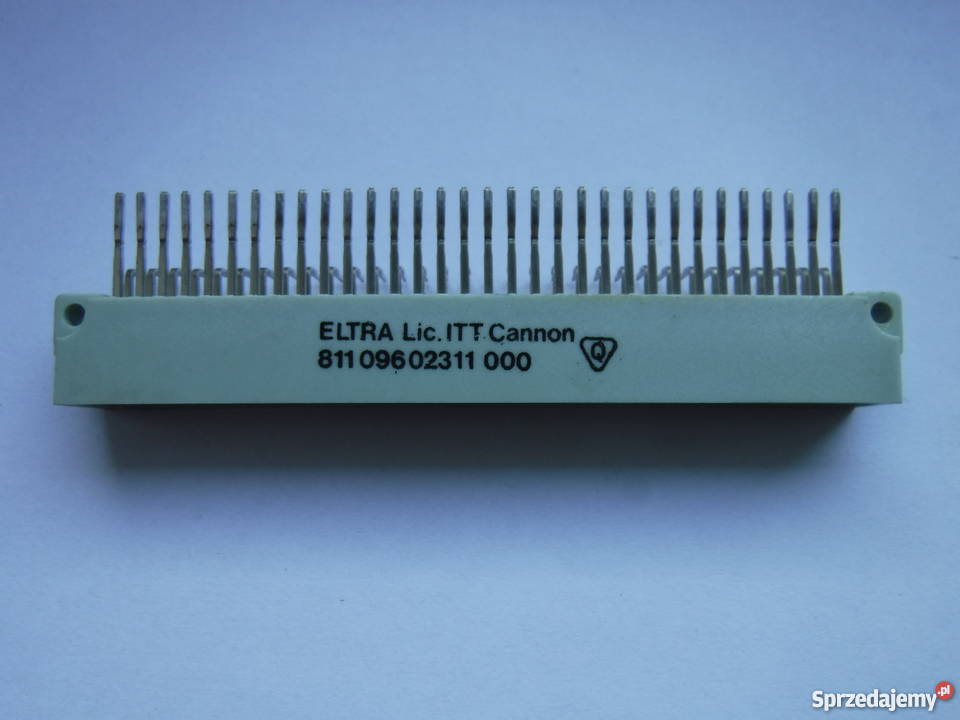 ELTRA Lic. ITT Cannon
811 096 02311 000
Q
Sprzedajemy.pl